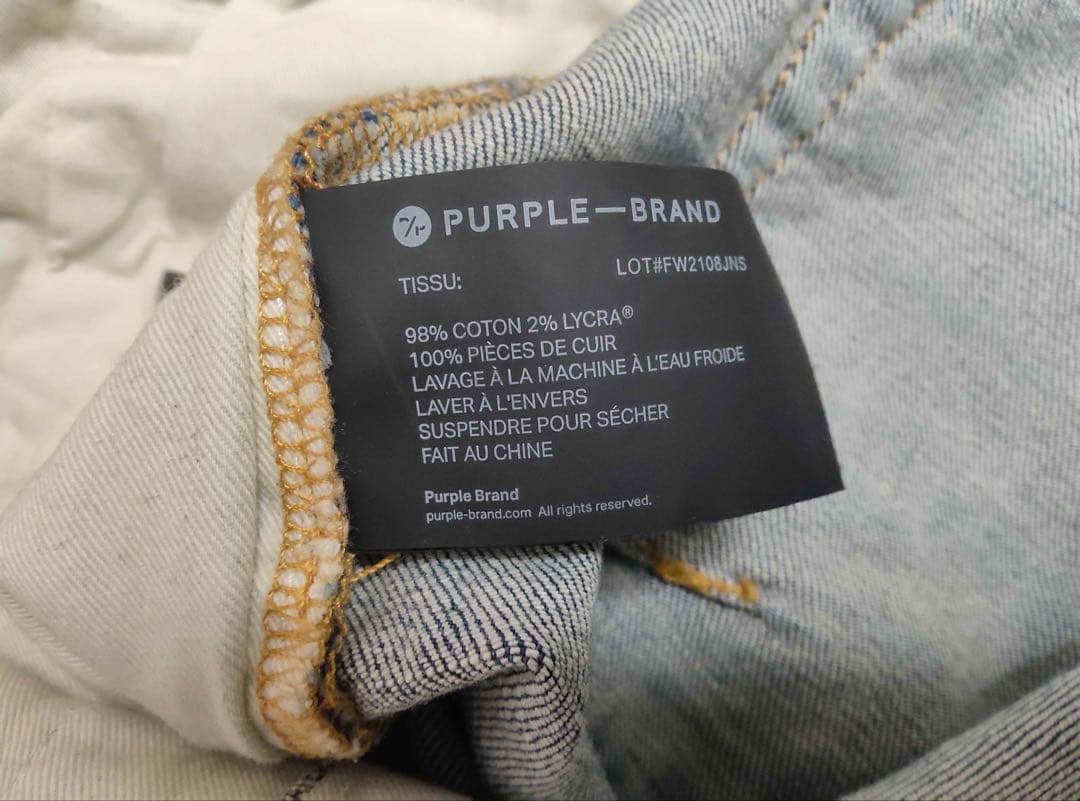 PURPLE—BRAND
TISSU:
LOT#FW2108JNS
98% COTON 2% LYCRA®
100% PIÈCES DE CUIR
LAVAGE À LA MACHINE À L'EAU FROIDE
LAVER À L'ENVERS
SUSPENDRE POUR SÉCHER
FAIT AU CHINE
Purple Brand
purple-brand.com All rights reserved.